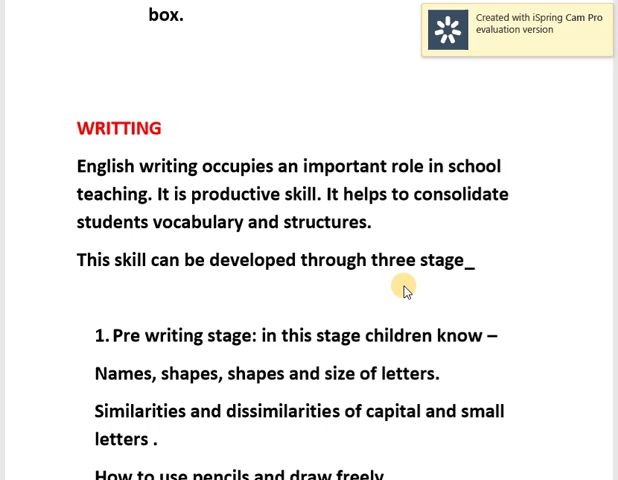 box.
Created with iSpring Cam Pro
evaluation version
WRITTING
English writing occupies an important role in school
teaching. It is productive skill. It helps to consolidate
students vocabulary and structures.
This skill can be developed through three stage_
1. Pre writing stage: in this stage children know –
Names, shapes, shapes and size of letters.
Similarities and dissimilarities of capital and small
letters .
How to use pencils and draw freely